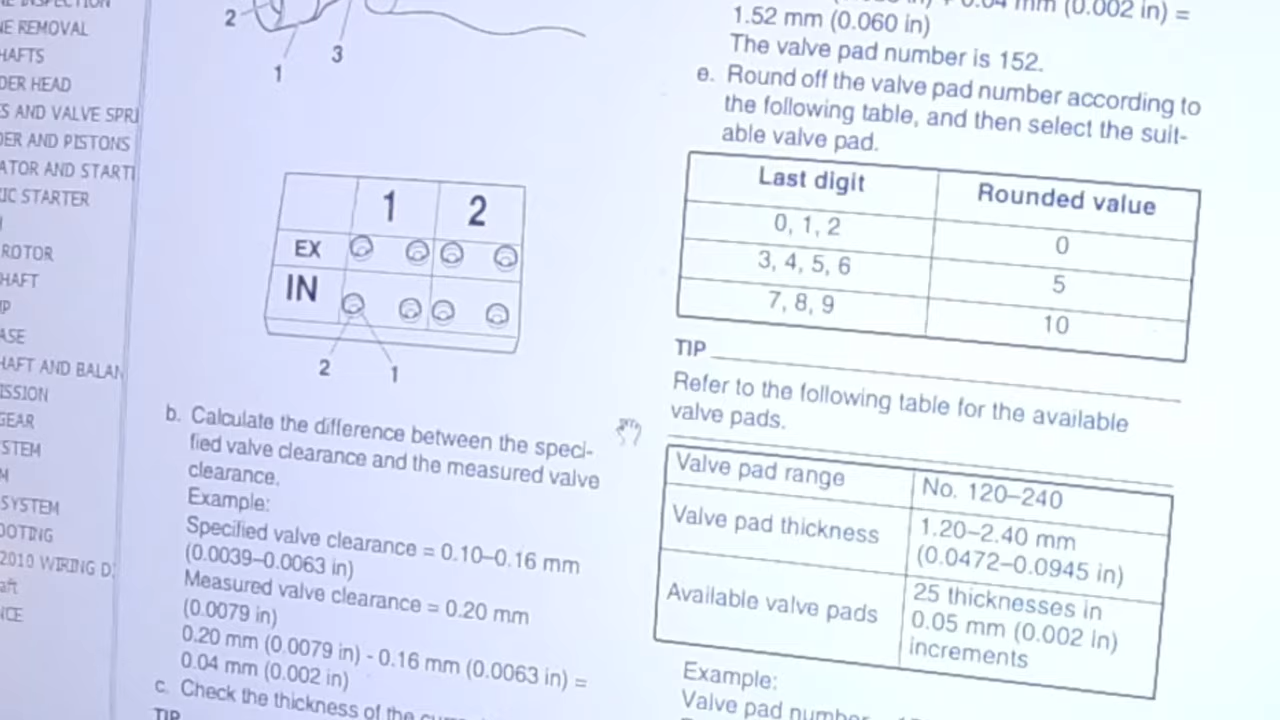 NE REMOVAL
HAFTS
DER HEAD
S AND VALVE SPRI
DER AND PISTONS
ATOR AND STARTI
IC STARTER
ROTOR
HAFT
P
ASE
HAFT AND BALAN
ISSION
GEAR
STEM
M
SYSTEM
OOTING
2010 WIRING D
aft
NCE
2
3
1
1 2
EX
IN
2 1
b. Calculate the difference between the speci-
fied valve clearance and the measured valve
clearance.
Example:
Specified valve clearance = 0.10–0.16 mm
(0.0039–0.0063 in)
Measured valve clearance = 0.20 mm
(0.0079 in)
0.20 mm (0.0079 in) - 0.16 mm (0.0063 in) =
0.04 mm (0.002 in)
c. Check the thickness of the
TIP
mm (0.002 in) =
1.52 mm (0.060 in)
The valve pad number is 152.
e. Round off the valve pad number according to
the following table, and then select the suit-
able valve pad.
Last digit Rounded value
0, 1, 2 0
3, 4, 5, 6 5
7, 8, 9 10
TIP
Refer to the following table for the available
valve pads.
Valve pad range No. 120–240
Valve pad thickness 1.20–2.40 mm
(0.0472–0.0945 in)
Available valve pads 25 thicknesses in
0.05 mm (0.002 in)
increments
Example:
Valve pad number